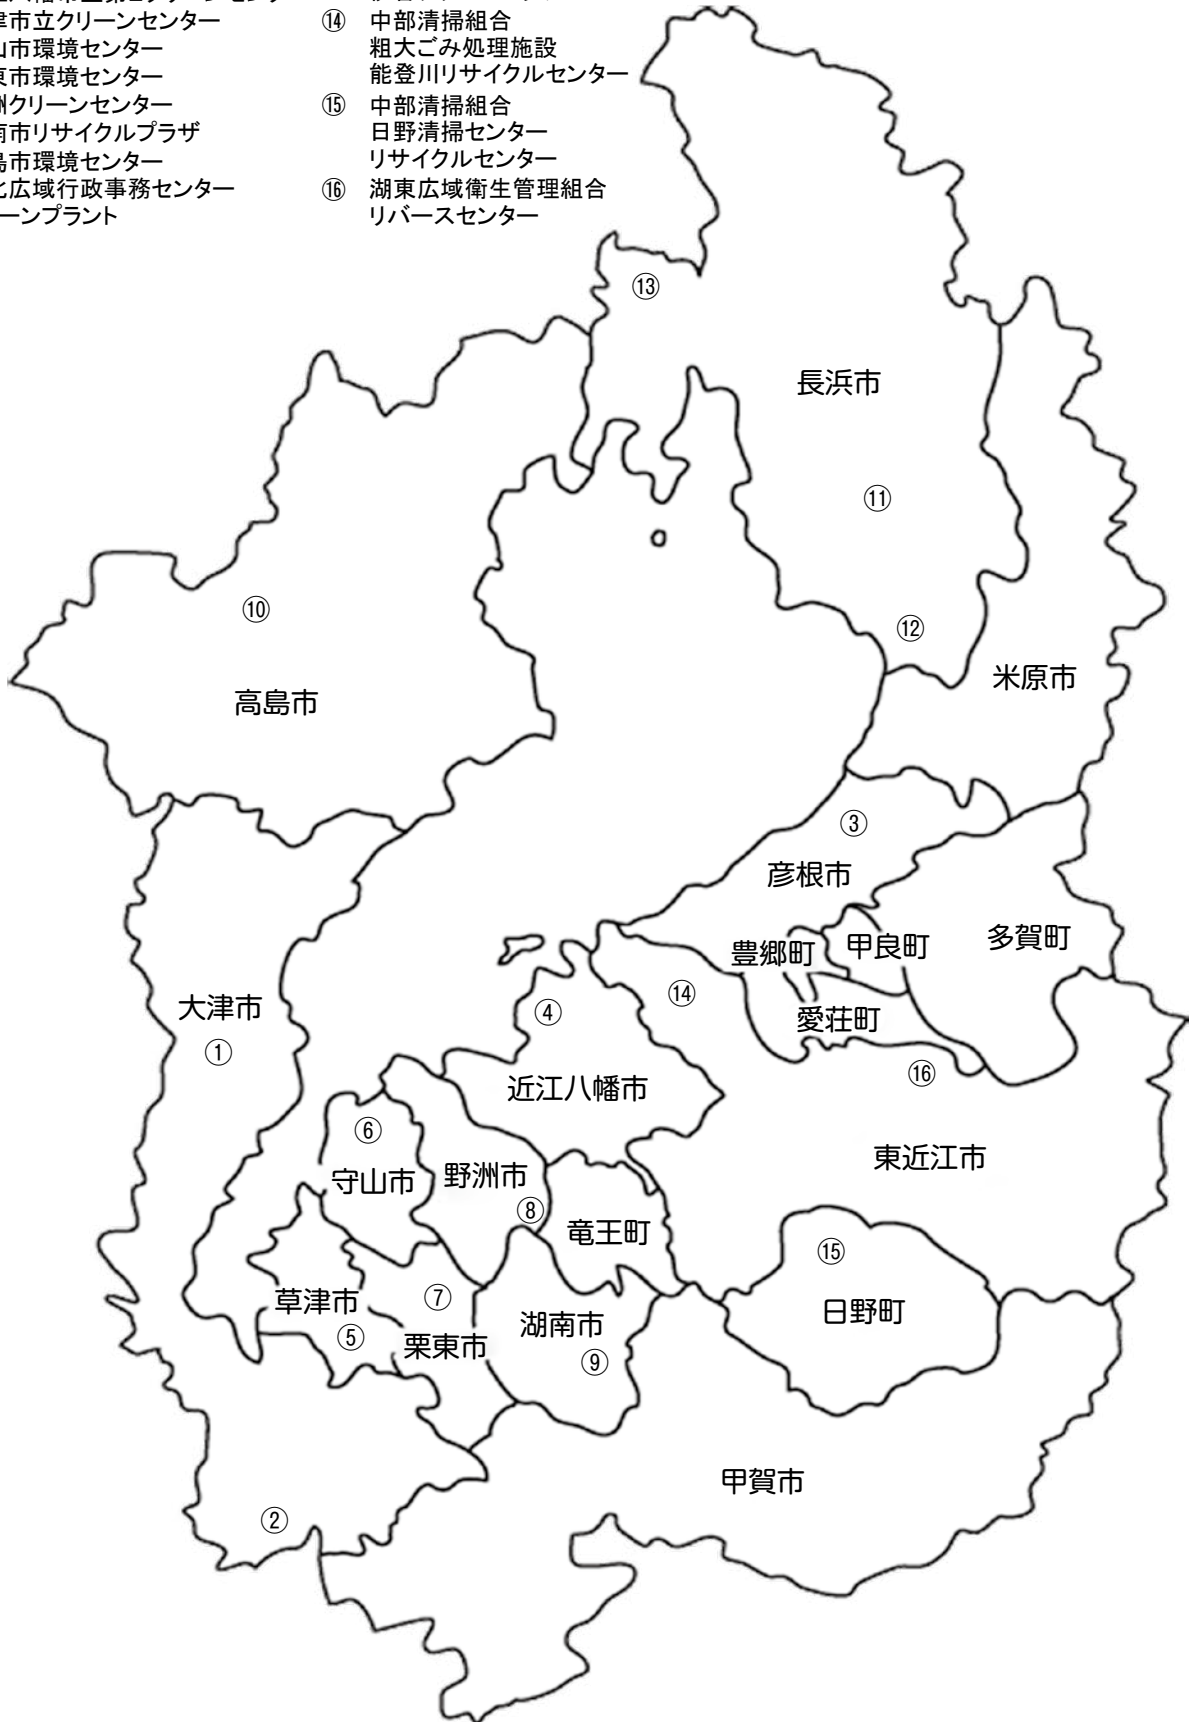 津市立クリーンセンター
山市環境センター
東市環境センター
州クリーンセンター
南市リサイクルプラザ
島市環境センター
広域行政事務センター
ーンプラント
⑭ 中部清掃組合
粗大ごみ処理施設
能登川リサイクルセンター
⑮ 中部清掃組合
日野清掃センター
リサイクルセンター
⑯ 湖東広域衛生管理組合
リバースセンター
⑬
長浜市
⑪
⑩
⑫
米原市
高島市
③
彦根市
多賀町
甲良町
豊郷町
⑭
大津市
④
愛荘町
①
⑯
近江八幡市
⑥
東近江市
守山市
野洲市
⑧
竜王町
⑮
⑦
草津市
日野町
湖南市
⑤
栗東市
⑨
甲賀市
②